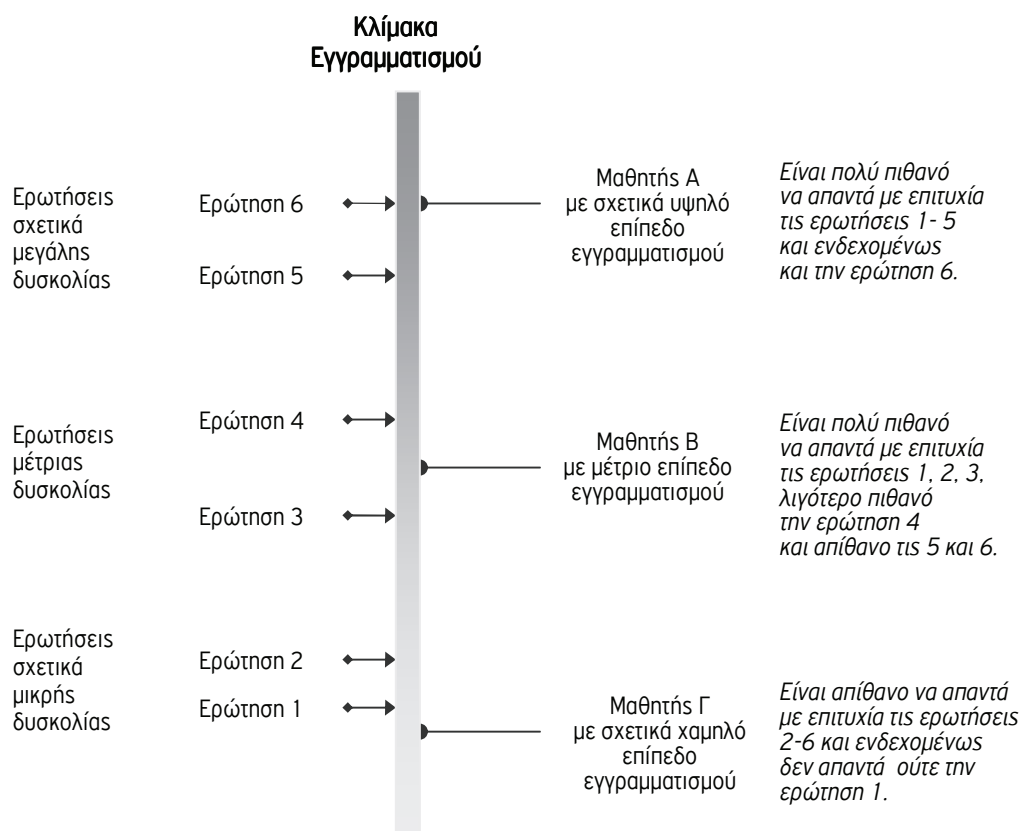 Κλίμακα
Εγγραμματισμού
Ερωτήσεις
σχετικά
μεγάλης
δυσκολίας
Ερώτηση 6
Ερώτηση 5
Μαθητής Α
με σχετικά υψηλό
επίπεδο
εγγραμματισμού
Είναι πολύ πιθανό
να απαντά με επιτυχία
τις ερωτήσεις 1- 5
και ενδεχομένως
και την ερώτηση 6.
Ερωτήσεις
μέτριας
δυσκολίας
Ερώτηση 4
Ερώτηση 3
Μαθητής Β
με μέτριο επίπεδο
εγγραμματισμού
Είναι πολύ πιθανό
να απαντά με επιτυχία
τις ερωτήσεις 1, 2, 3,
λιγότερο πιθανό
την ερώτηση 4
και απίθανο τις 5 και 6.
Ερωτήσεις
σχετικά
μικρής
δυσκολίας
Ερώτηση 2
Ερώτηση 1
Μαθητής Γ
με σχετικά χαμηλό
επίπεδο
εγγραμματισμού
Είναι απίθανο να απαντά
με επιτυχία τις ερωτήσεις
2-6 και ενδεχομένως
δεν απαντά ούτε την
ερώτηση 1.